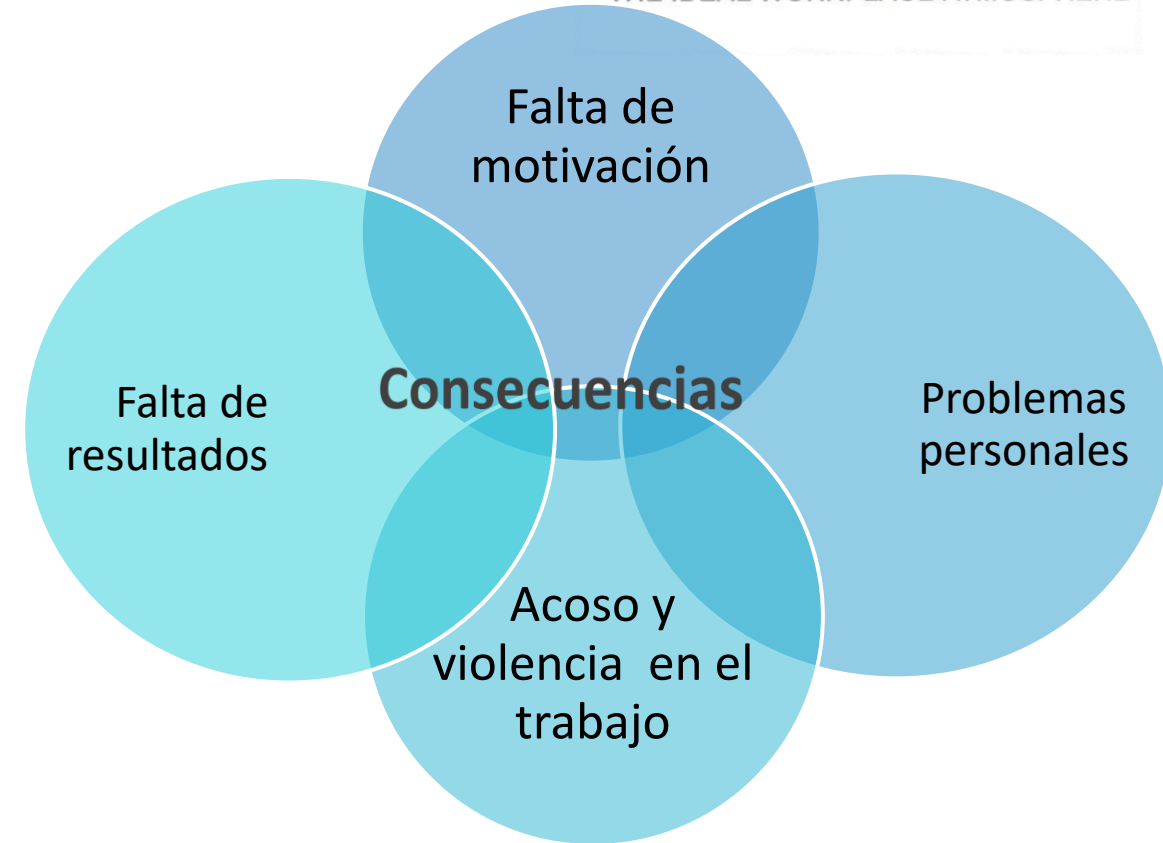 Falta de
motivación
Consecuencias
Falta de
resultados
Problemas
personales
Acoso y
violencia en el
trabajo